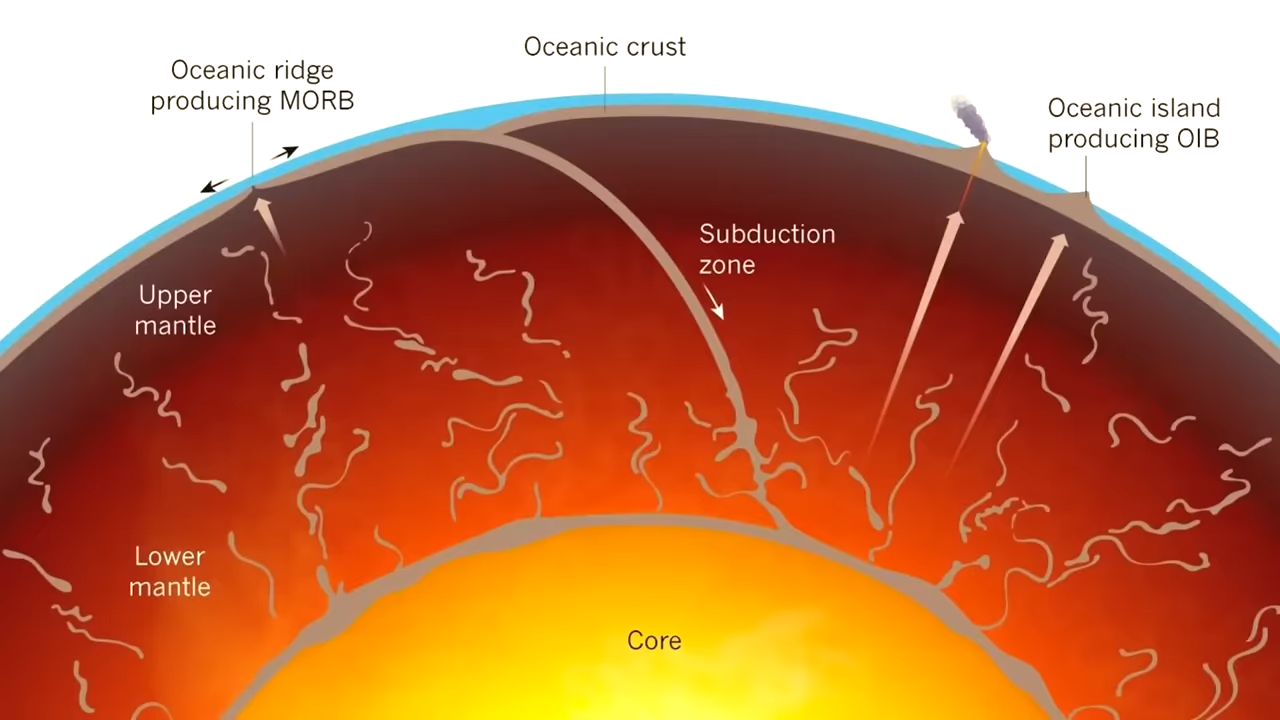 Oceanic crust
Oceanic ridge
producing MORB
Oceanic island
producing OIB
Subduction
zone
Upper
mantle
Lower
mantle
Core